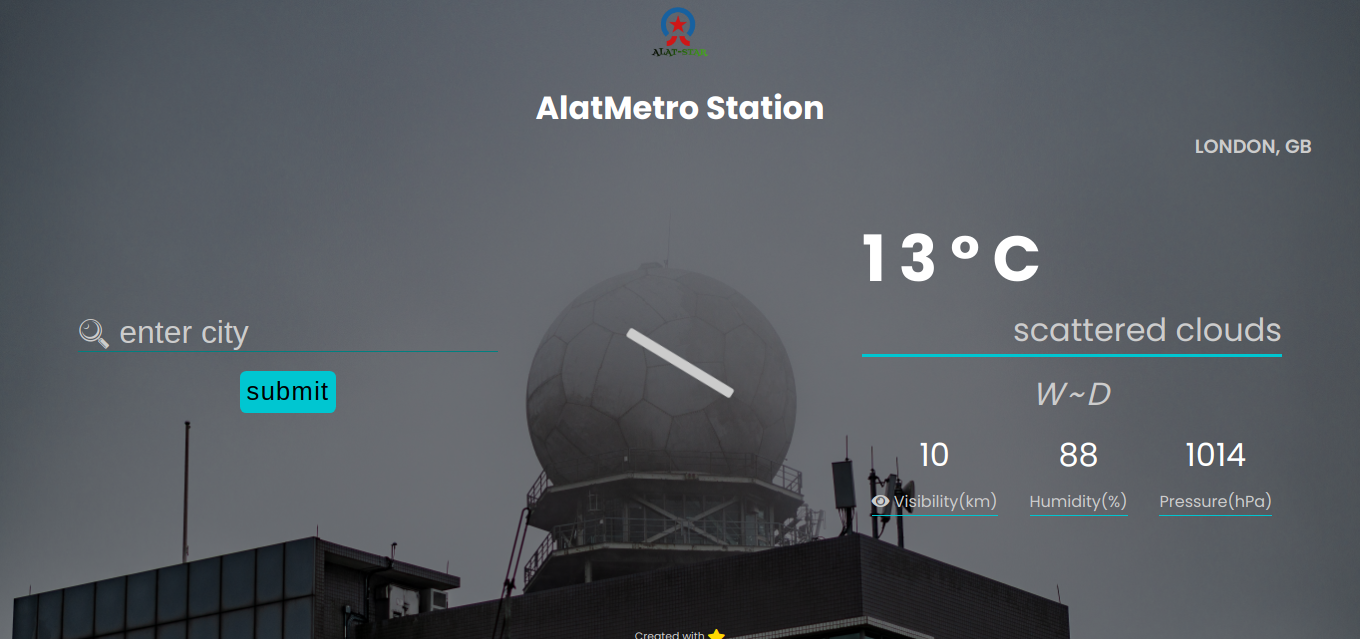 ALAT-STAR
AlatMetro Station
LONDON, GB
13°C
enter city
scattered clouds
submit
W~D
10 88 1014
Visibility(km) Humidity(%) Pressure(hPa)
Created with